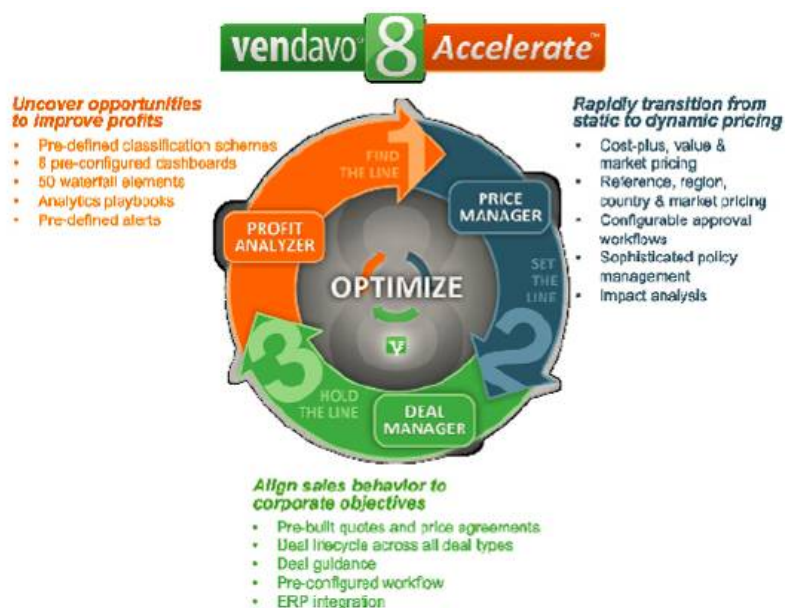 vendavo® 8 Accelerate™
Uncover opportunities
to improve profits
• Pre-defined classification schemes
• 8 pre-configured dashboards
• 50 waterfall elements
• Analytics playbooks
• Pre-defined alerts
Rapidly transition from
static to dynamic pricing
• Cost-plus, value &
market pricing
• Reference, region,
country & market pricing
• Configurable approval
workflows
• Sophisticated policy
management
• Impact analysis
1
FIND
THE LINE
PROFIT
ANALYZER
PRICE
MANAGER
OPTIMIZE
SET
THE
LINE
2
3
HOLD
THE LINE
DEAL
MANAGER
Align sales behavior to
corporate objectives
• Pre-built quotes and price agreements
• Deal lifecycle across all deal types
• Deal guidance
• Pre-configured workflow
• ERP integration